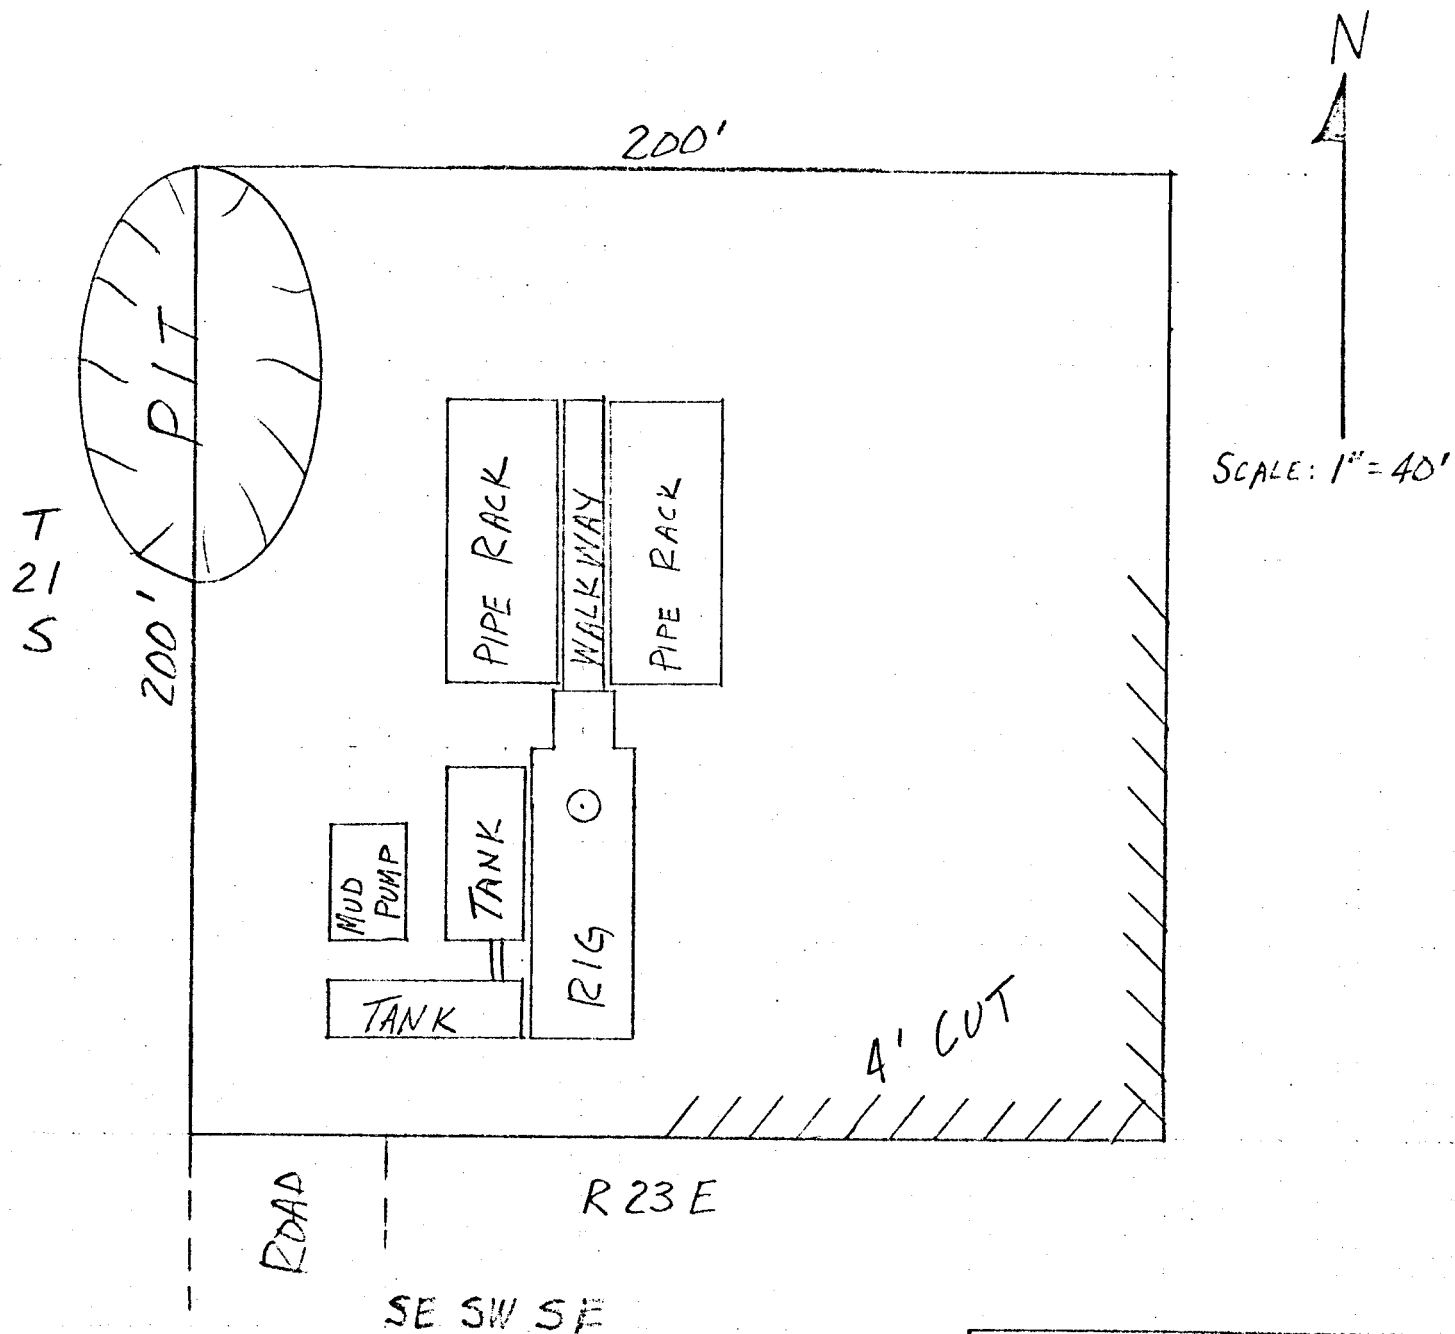 N
200'
SCALE: 1"=40'
PIT
T
21
S
200'
PIPE RACK
WALKWAY
PIPE RACK
MUD
PUMP
TANK
RIG
TANK
4' CUT
ROAD
R 23 E
SE SW SE